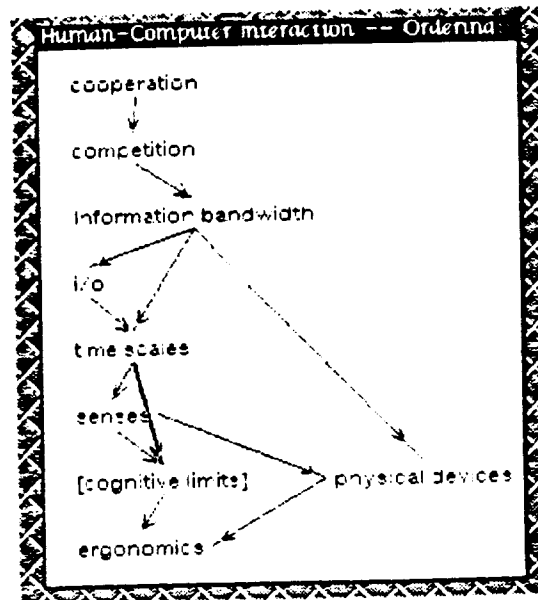 Human-Computer Interaction -- Ordering
cooperation
competition
information bandwidth
i/o
time scales
senses
[cognitive limits]
physical devices
ergonomics